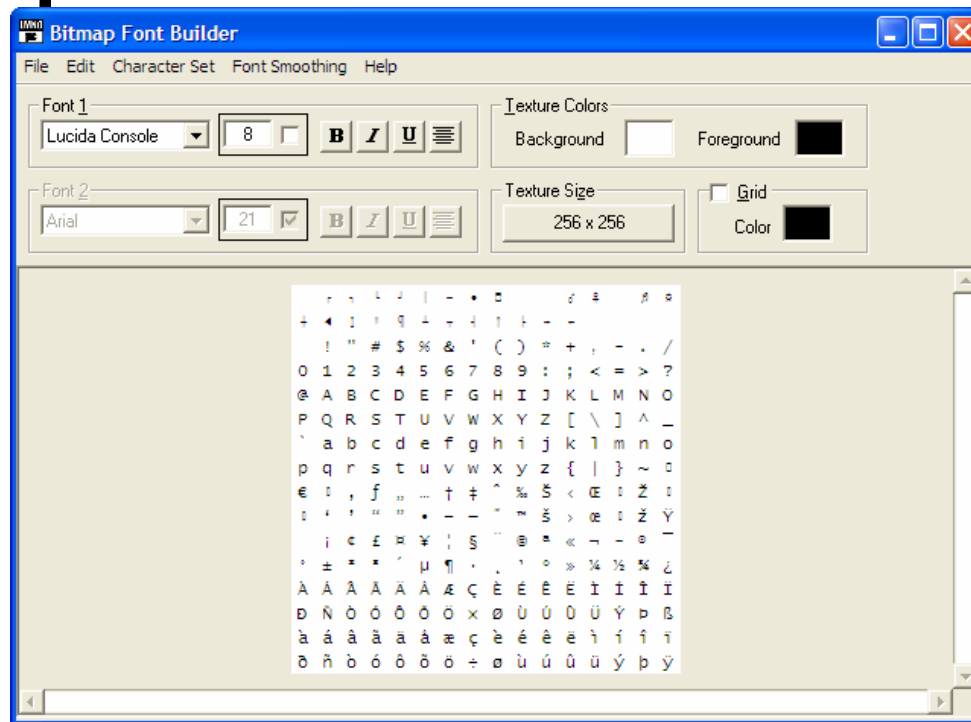 Bitmap Font Builder
File Edit Character Set Font Smoothing Help
Font 1
Lucida Console 8 B I U
Texture Colors
Background Foreground
Font 2
Arial 21 B I U
Texture Size
256 x 256
Grid
Color
! " # $ % & ' ( ) * + , - . /
0 1 2 3 4 5 6 7 8 9 : ; < = > ?
@ A B C D E F G H I J K L M N O
P Q R S T U V W X Y Z [ \ ] ^ _
` a b c d e f g h i j k l m n o
p q r s t u v w x y z { | } ~
€ , ƒ „ … † ‡ ˆ ‰ Š ‹ Œ Ž
‘ ’ “ ” • – — ˜ ™ š › œ ž Ÿ
¡ ¢ £ ¤ ¥ ¦ § ¨ © ª « ¬ - ® ¯
° ± ² ³ ´ µ ¶ · ¸ ¹ º » ¼ ½ ¾ ¿
À Á Â Ã Ä Å Æ Ç È É Ê Ë Ì Í Î Ï
Ð Ñ Ò Ó Ô Õ Ö × Ø Ù Ú Û Ü Ý Þ ß
à á â ã ä å æ ç è é ê ë ì í î ï
ð ñ ò ó ô õ ö ÷ ø ù ú û ü ý þ ÿ